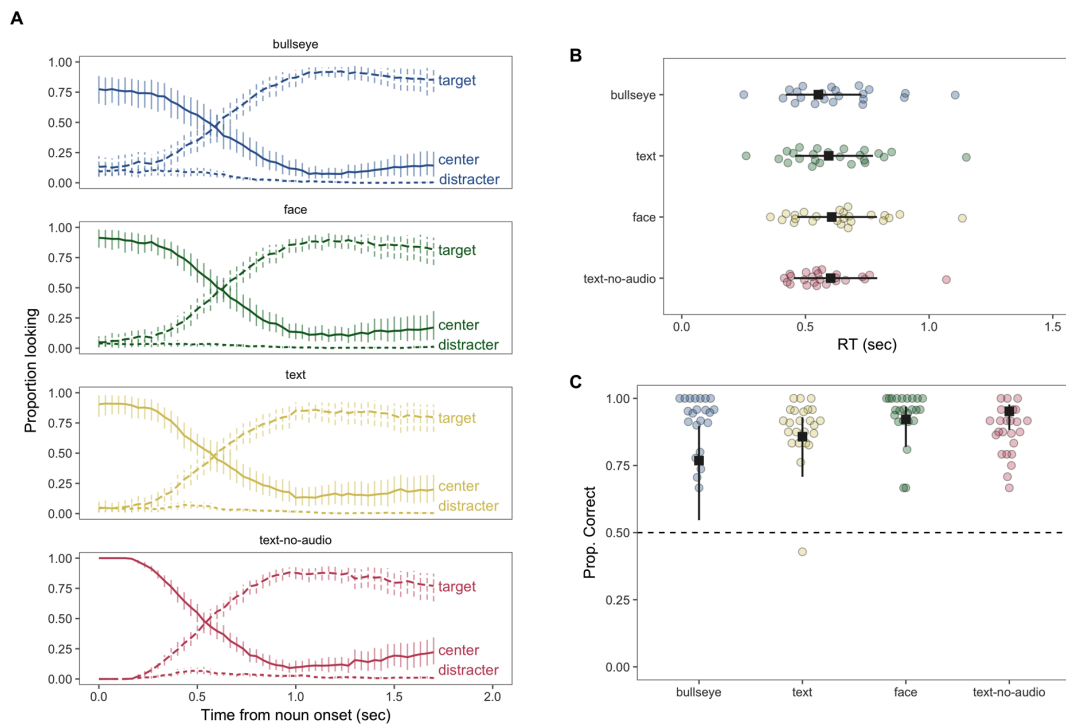 A
bullseye
1.00
0.75
0.50
0.25
0.00
target
center
distracter
face
1.00
0.75
0.50
0.25
0.00
target
center
distracter
text
1.00
0.75
0.50
0.25
0.00
target
center
distracter
text-no-audio
1.00
0.75
0.50
0.25
0.00
target
center
distracter
0.0 0.5 1.0 1.5 2.0
Time from noun onset (sec)
Proportion looking
B
bullseye
text
face
text-no-audio
0.0 0.5 1.0 1.5
RT (sec)
C
1.00
0.75
0.50
0.25
0.00
Prop. Correct
bullseye text face text-no-audio